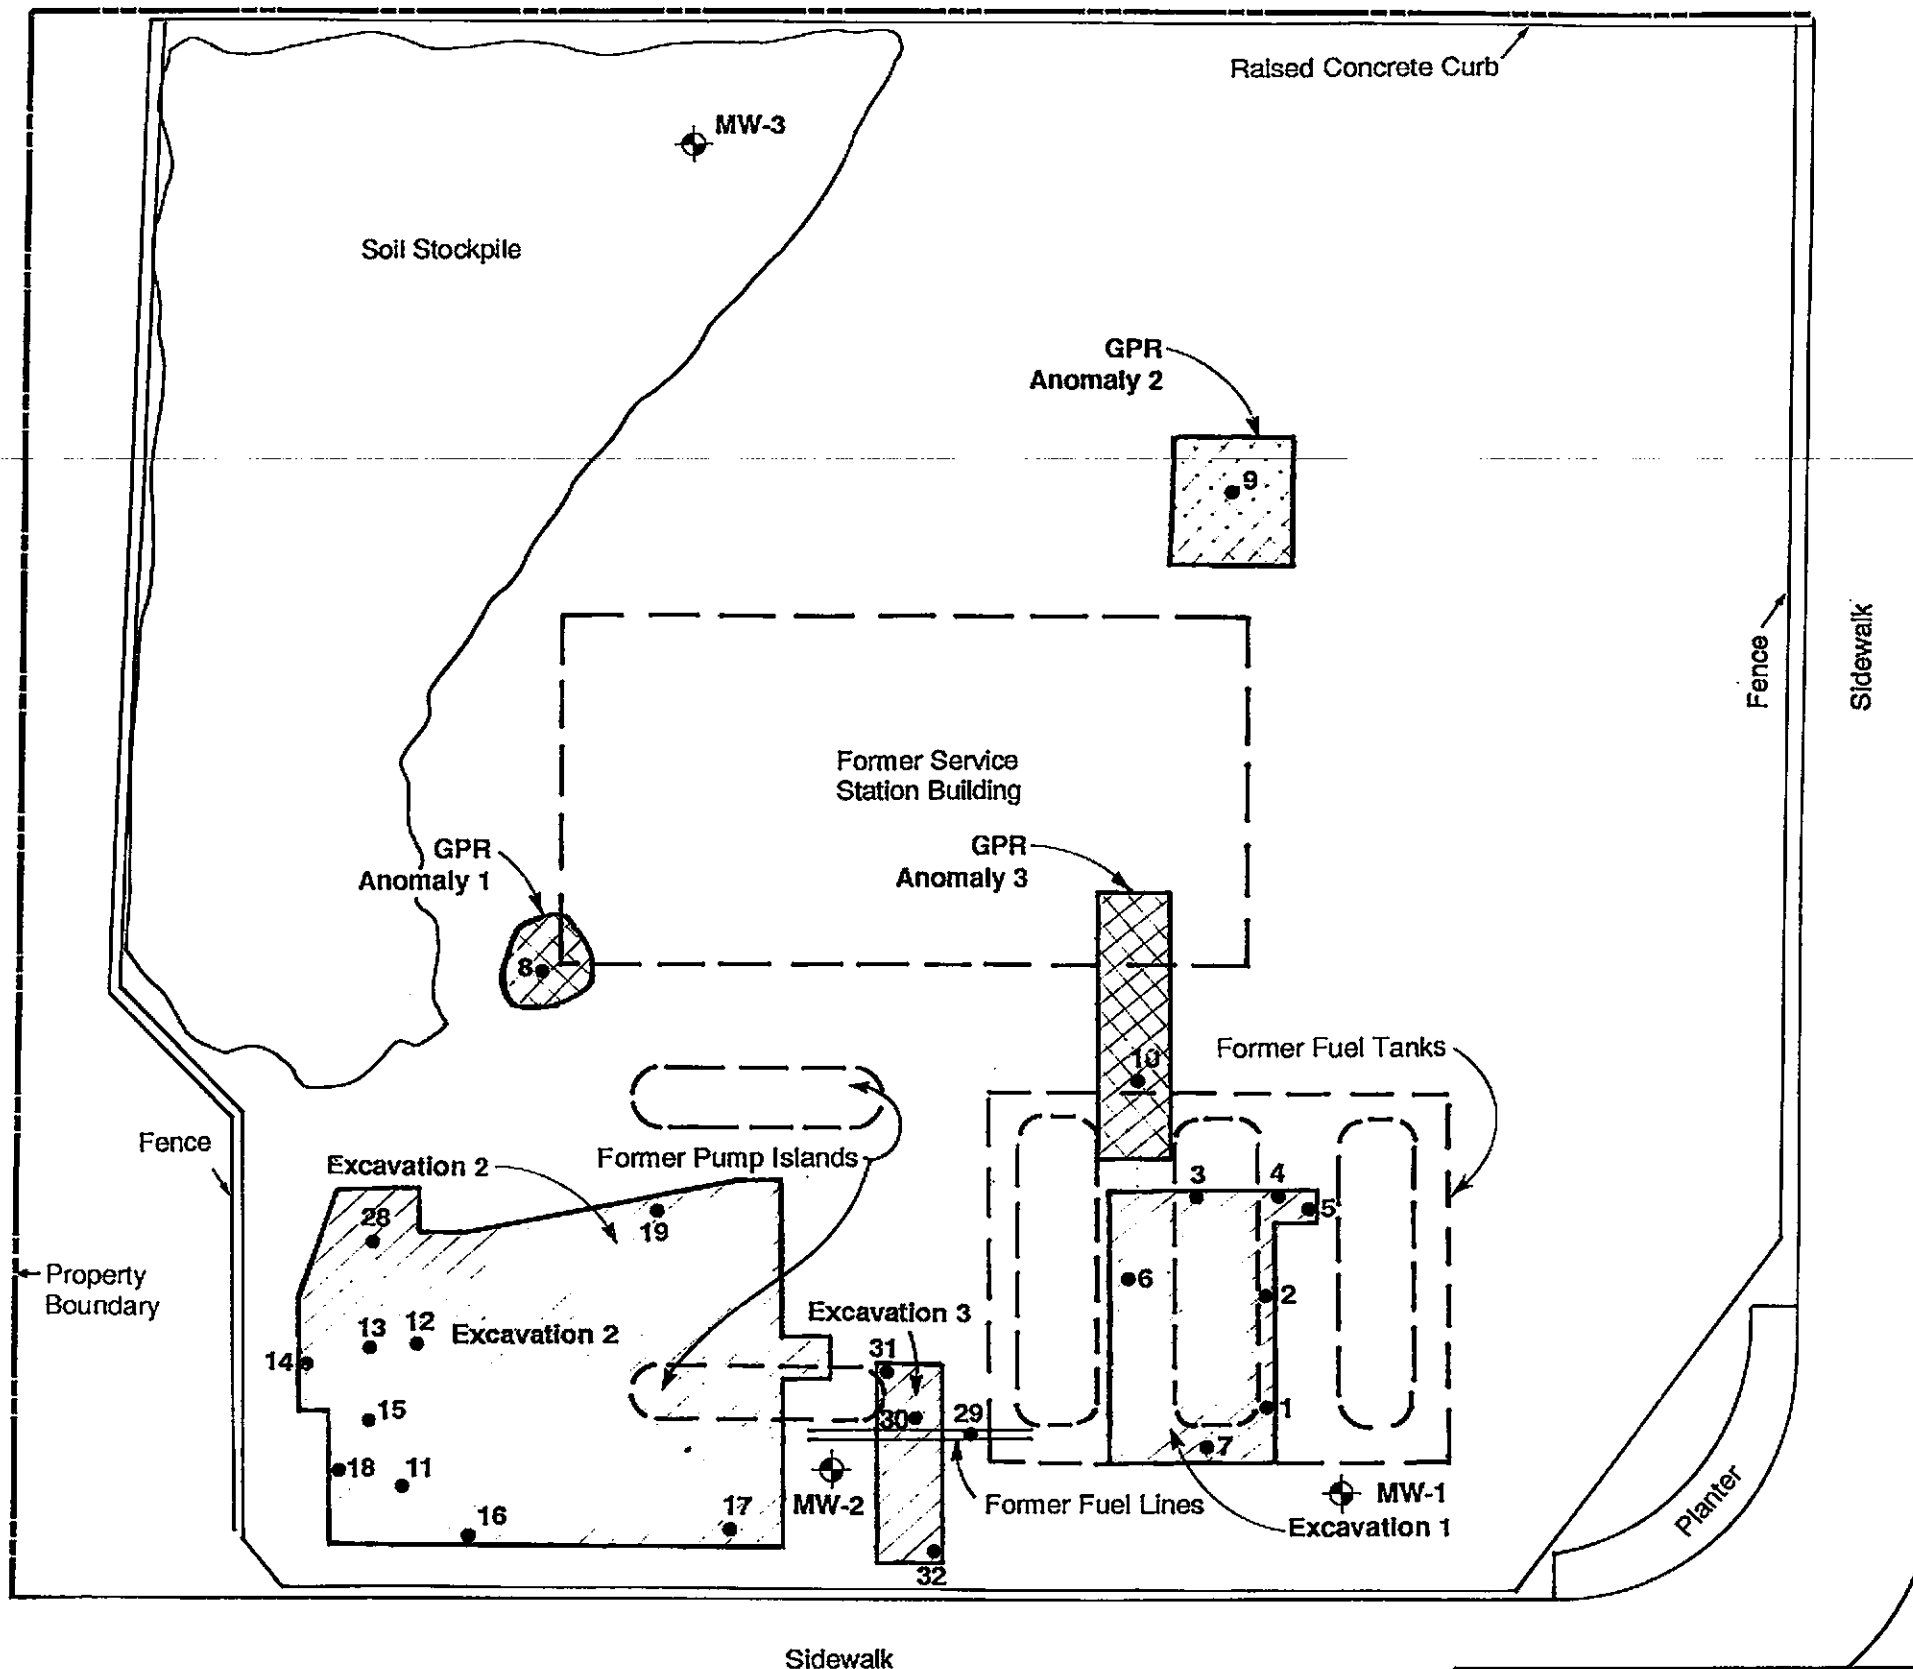 Raised Concrete Curb
MW-3
Soil Stockpile
GPR
Anomaly 2
9
Fence
Sidewalk
Former Service
Station Building
GPR
Anomaly 1
GPR
Anomaly 3
8
10
Former Fuel Tanks
Fence
Excavation 2
Former Pump Islands
3
4
5
28
19
6
2
Property
Boundary
Excavation 3
13
12
Excavation 2
14
31
15
30
29
1
7
18
11
MW-2
Former Fuel Lines
MW-1
16
17
Excavation 1
Planter
32
Sidewalk